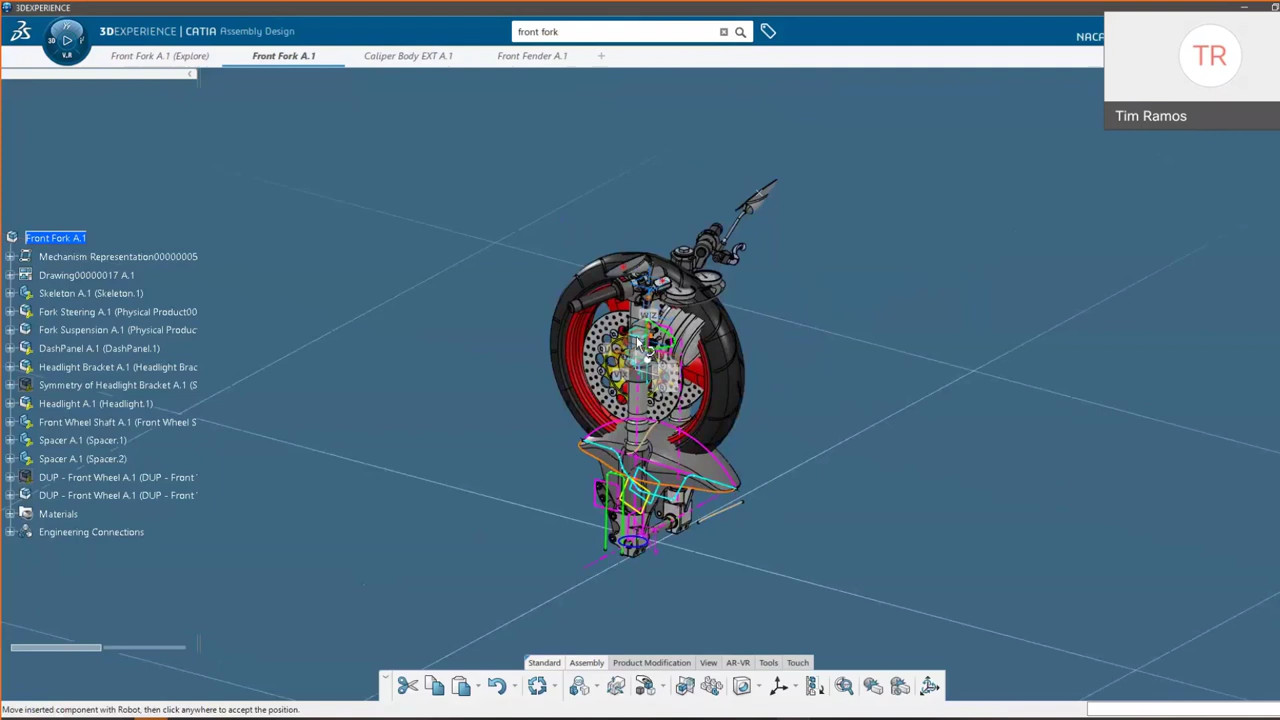 3DEXPERIENCE
3DEXPERIENCE | CATIA Assembly Design
front fork
NACA
3D
V.R
Front Fork A.1 (Explore)
Front Fork A.1
Caliper Body EXT A.1
Front Fender A.1
TR
Tim Ramos
Front Fork A.1
Mechanism Representation00000005
Drawing00000017 A.1
Skeleton A.1 (Skeleton.1)
Fork Steering A.1 (Physical Product00
Fork Suspension A.1 (Physical Produc
DashPanel A.1 (DashPanel.1)
Headlight Bracket A.1 (Headlight Brac
Symmetry of Headlight Bracket A.1 (S
Headlight A.1 (Headlight.1)
Front Wheel Shaft A.1 (Front Wheel S
Spacer A.1 (Spacer.1)
Spacer A.1 (Spacer.2)
DUP - Front Wheel A.1 (DUP - Front
DUP - Front Wheel A.1 (DUP - Front
Materials
Engineering Connections
W|Z
Standard Assembly Product Modification View AR-VR Tools Touch
Move inserted component with Robot, then click anywhere to accept the position.